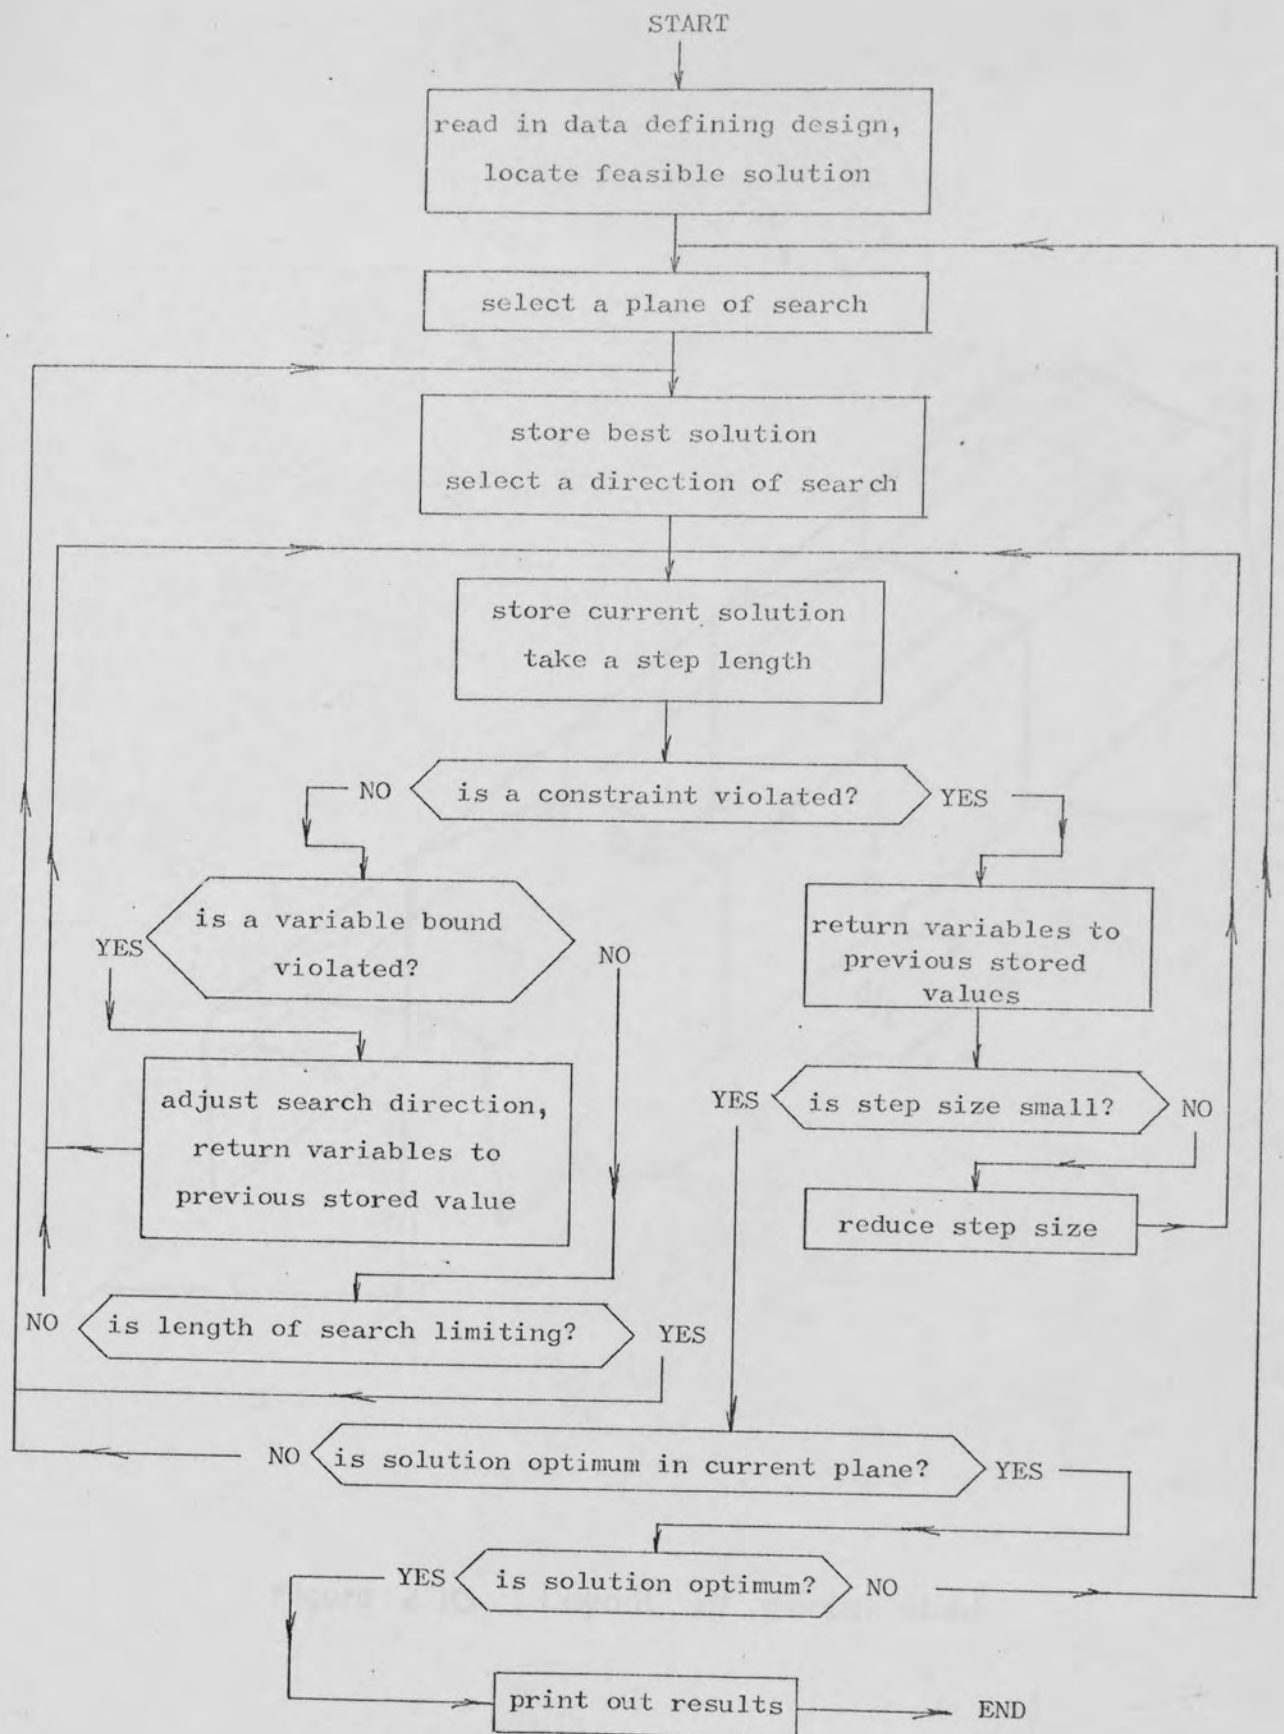 START
read in data defining design,
locate feasible solution
select a plane of search
store best solution
select a direction of search
store current solution
take a step length
NO
is a constraint violated?
YES
is a variable bound
violated?
YES
NO
return variables to
previous stored
values
adjust search direction,
return variables to
previous stored value
YES
is step size small?
NO
reduce step size
NO
is length of search limiting?
YES
NO
is solution optimum in current plane?
YES
YES
is solution optimum?
NO
print out results
END